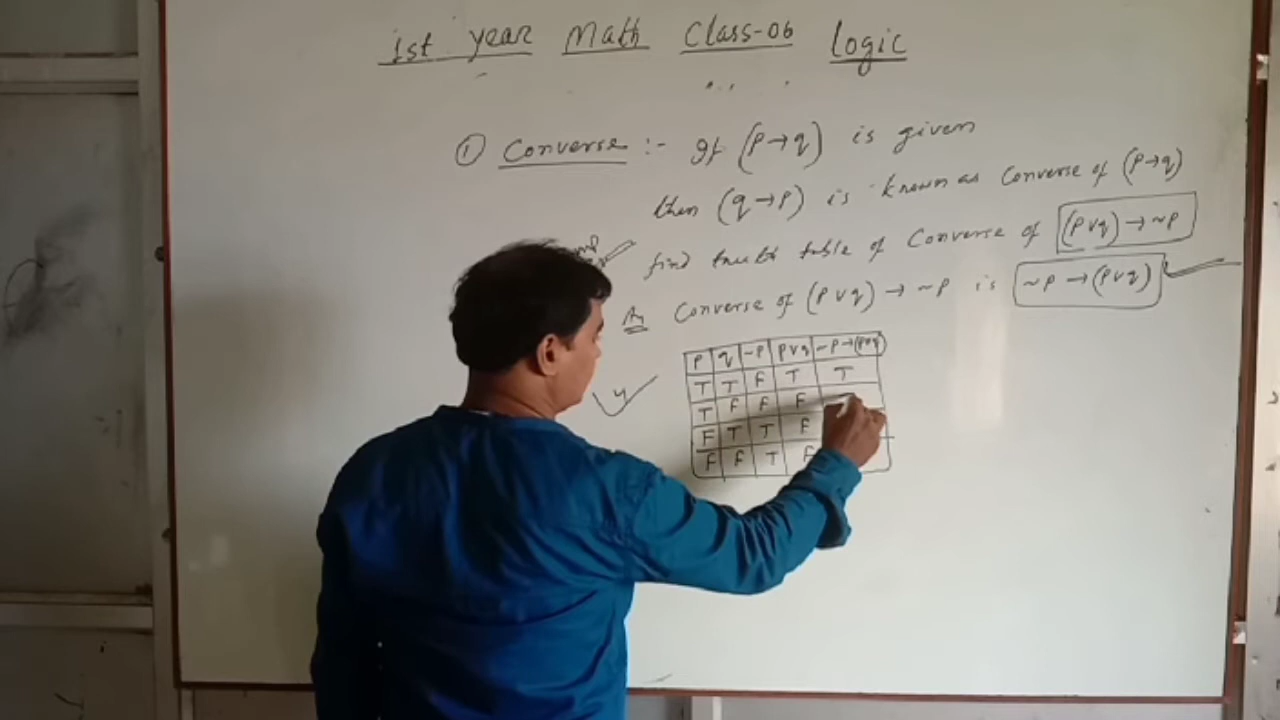 1st year Math Class-06 Logic
① Converse :- If (p→q) is given
then (q→p) is known as Converse of (p→q)
find truth table of Converse of (p∨q)→~p
Converse of (p∨q)→~p is ~p→(p∨q)
p q ~p p∨q ~p→(p∨q)
T T F T T
T F F F
F T T F
F F T F